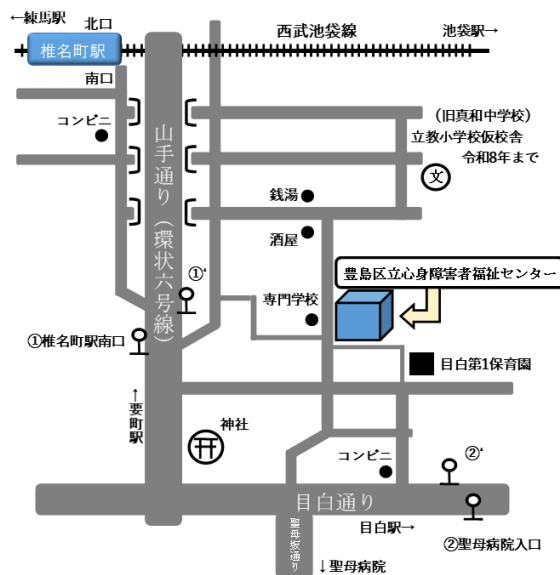 ←練馬駅
北口
西武池袋線
池袋駅→
椎名町駅
南口
コンビニ
山手通り（環状六号線）
（旧真和中学校）
立教小学校仮校舎
令和8年まで
文
銭湯
酒屋
①‘
豊島区立心身障害者福祉センター
専門学校
①椎名町駅南口
目白第1保育園
←要町駅
神社
コンビニ
②‘
目白通り
目白駅→
②聖母病院入口
聖母坂通り
↓聖母病院